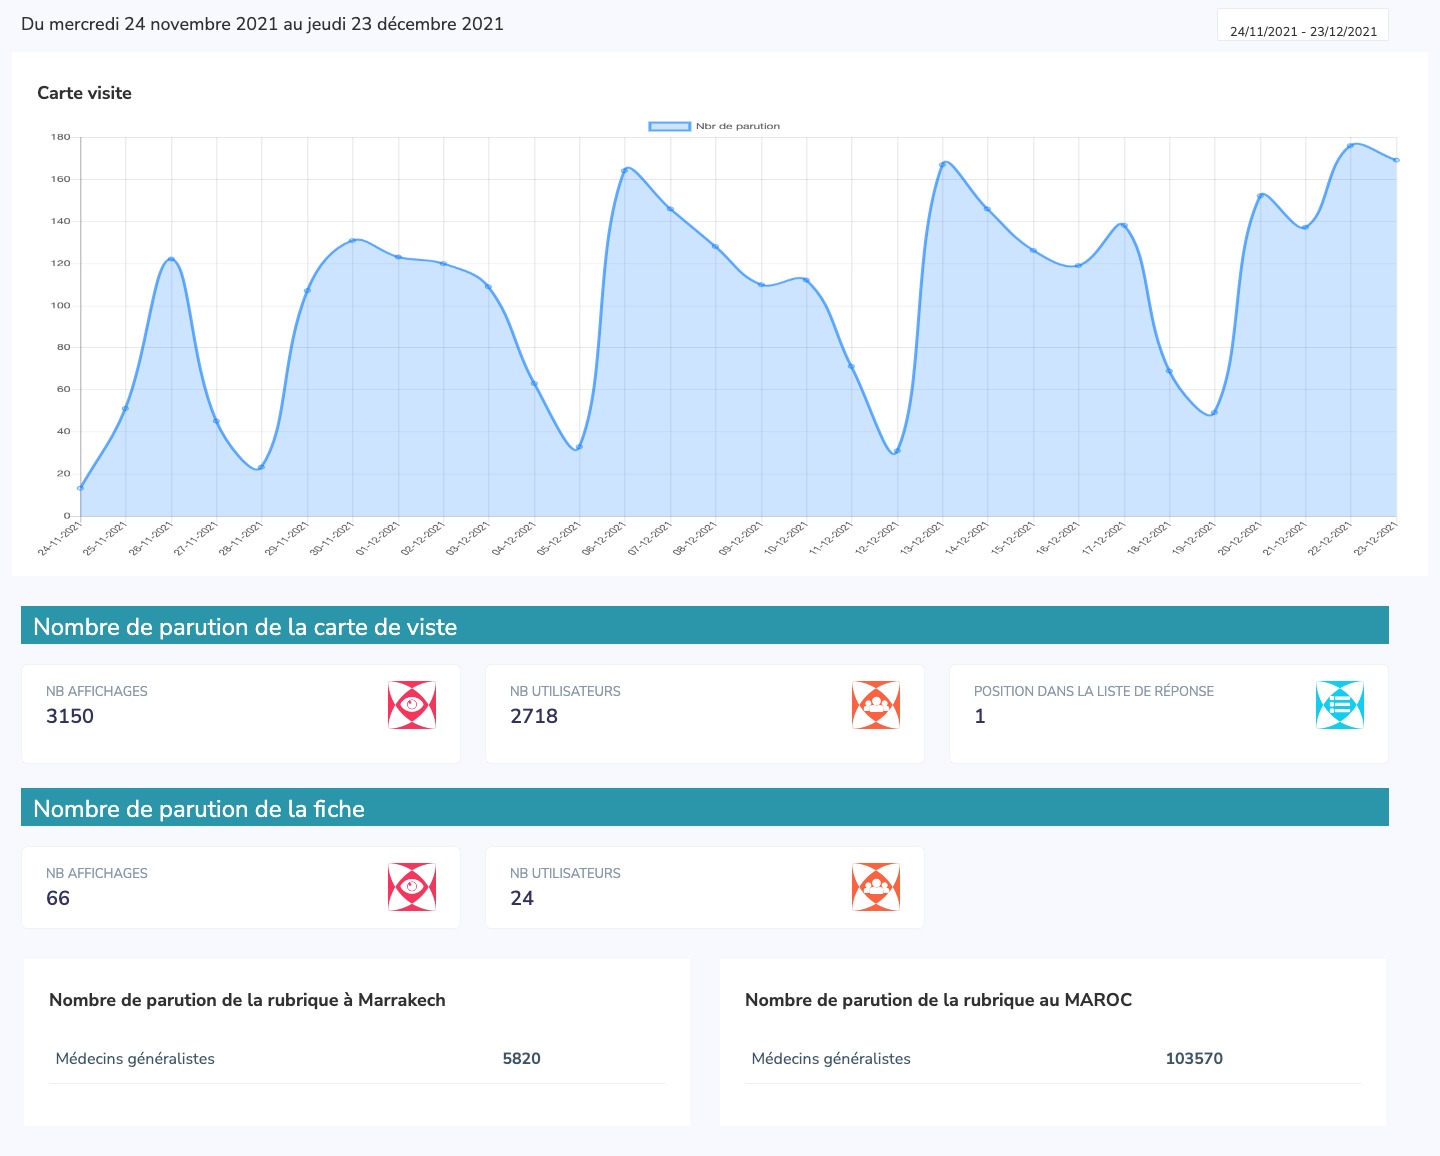 Du mercredi 24 novembre 2021 au jeudi 23 décembre 2021
24/11/2021 - 23/12/2021
Carte visite
Nbr de parution
180
160
140
120
100
80
60
40
20
0
24-11-2021 25-11-2021 26-11-2021 27-11-2021 28-11-2021 29-11-2021 30-11-2021 01-12-2021 02-12-2021 03-12-2021 04-12-2021 05-12-2021 06-12-2021 07-12-2021 08-12-2021 09-12-2021 10-12-2021 11-12-2021 12-12-2021 13-12-2021 14-12-2021 15-12-2021 16-12-2021 17-12-2021 18-12-2021 19-12-2021 20-12-2021 21-12-2021 22-12-2021 23-12-2021
Nombre de parution de la carte de viste
NB AFFICHAGES
3150
NB UTILISATEURS
2718
POSITION DANS LA LISTE DE RÉPONSE
1
Nombre de parution de la fiche
NB AFFICHAGES
66
NB UTILISATEURS
24
Nombre de parution de la rubrique à Marrakech
Médecins généralistes 5820
Nombre de parution de la rubrique au MAROC
Médecins généralistes 103570